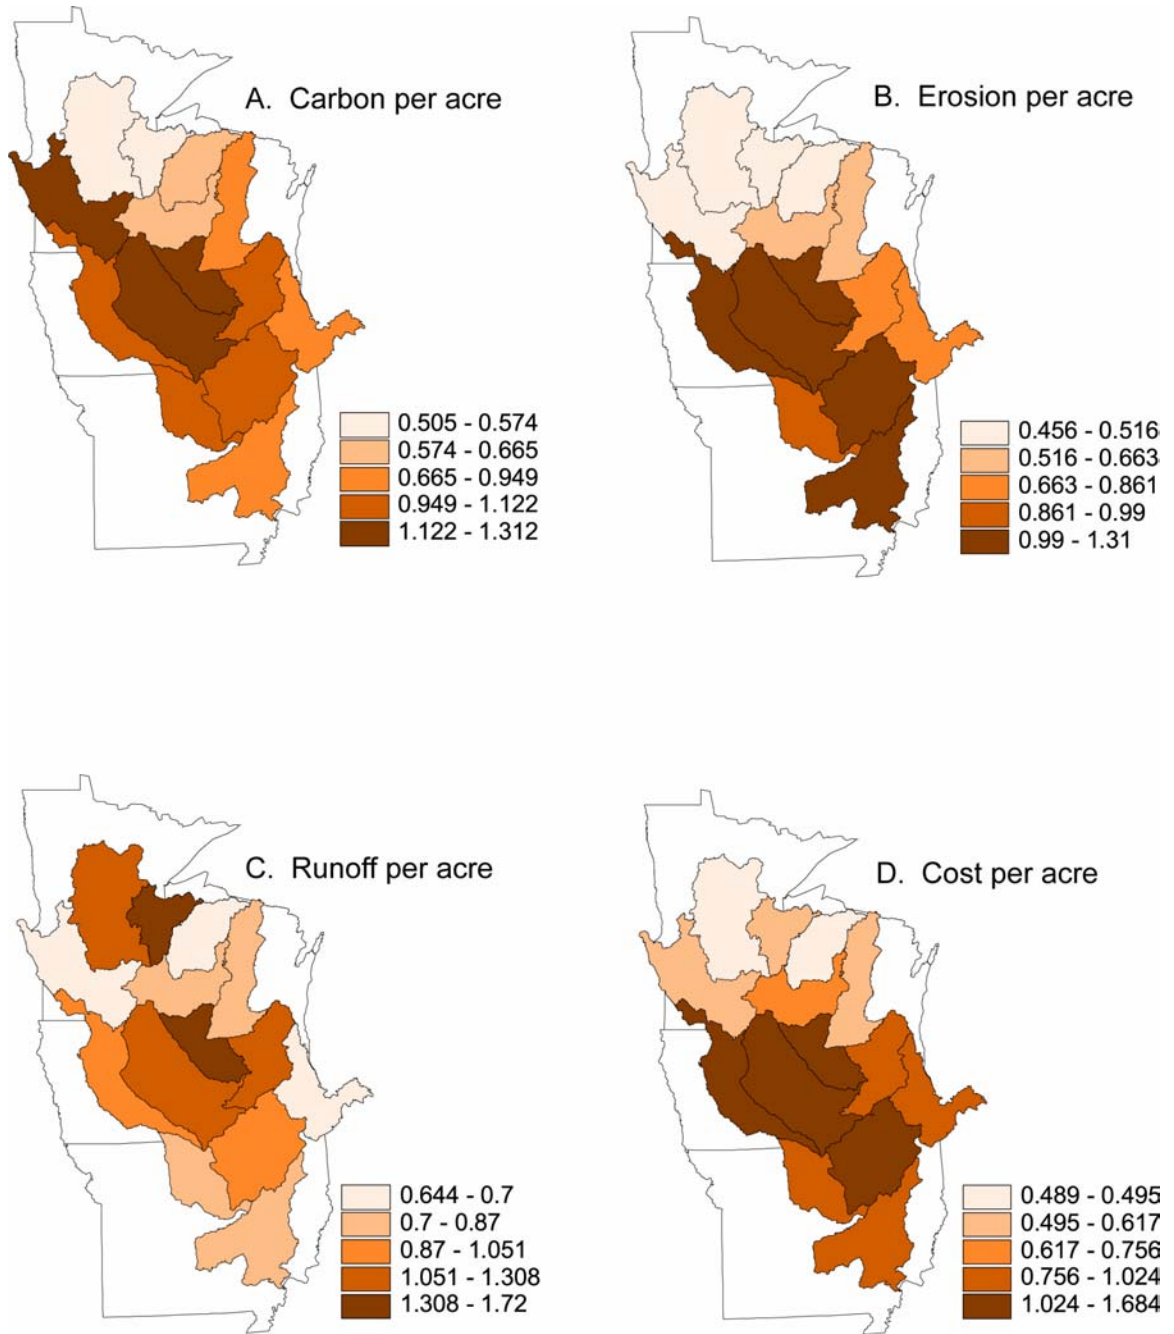 A. Carbon per acre
0.505 - 0.574
0.574 - 0.665
0.665 - 0.949
0.949 - 1.122
1.122 - 1.312
B. Erosion per acre
0.456 - 0.516
0.516 - 0.663
0.663 - 0.861
0.861 - 0.99
0.99 - 1.31
C. Runoff per acre
0.644 - 0.7
0.7 - 0.87
0.87 - 1.051
1.051 - 1.308
1.308 - 1.72
D. Cost per acre
0.489 - 0.495
0.495 - 0.617
0.617 - 0.756
0.756 - 1.024
1.024 - 1.684